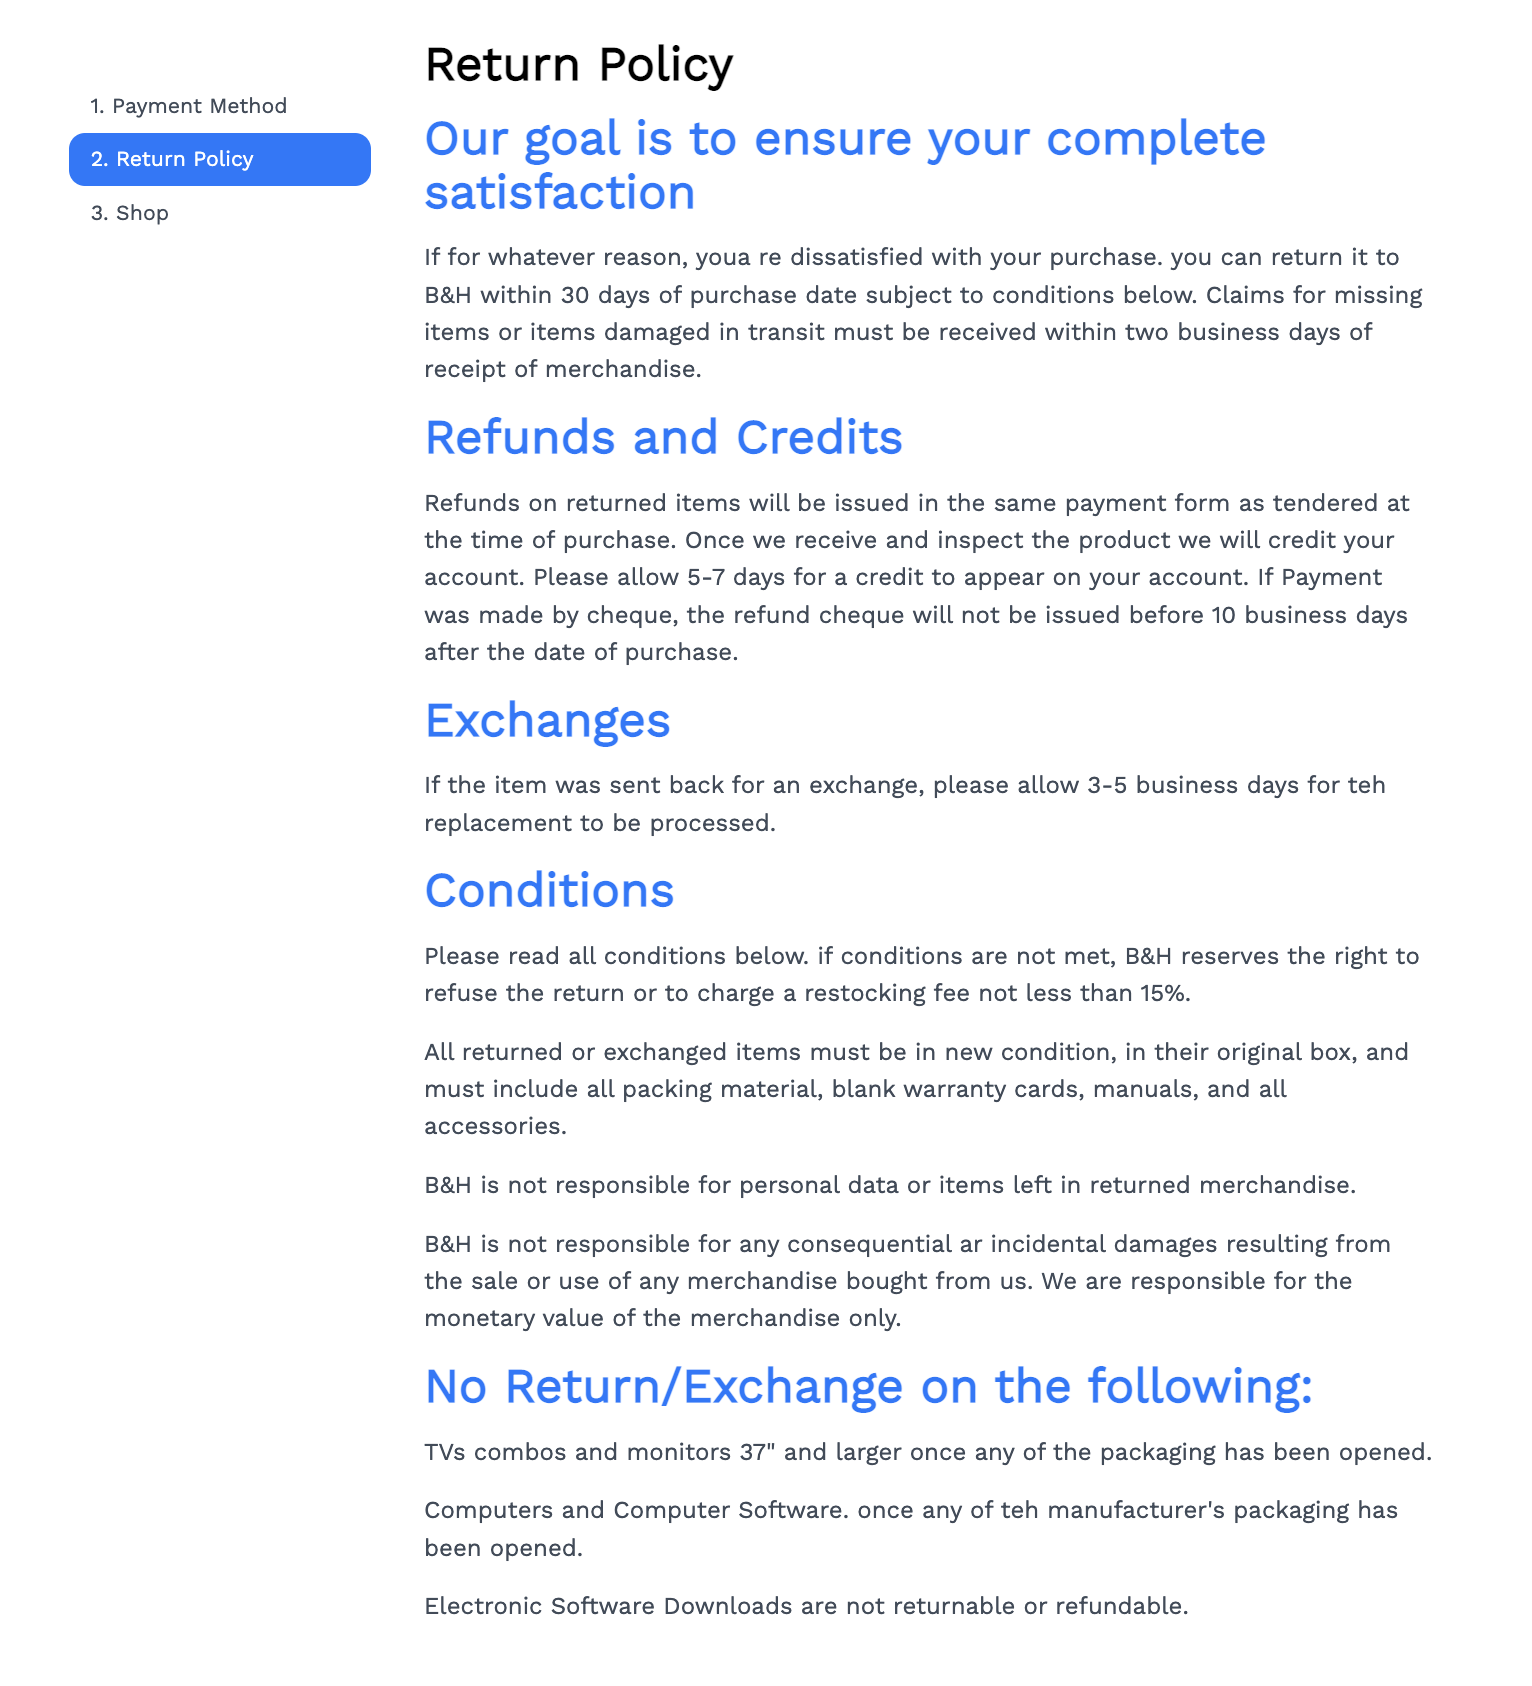 1. Payment Method
2. Return Policy
3. Shop
Return Policy
Our goal is to ensure your complete
satisfaction
If for whatever reason, youa re dissatisfied with your purchase. you can return it to
B&H within 30 days of purchase date subject to conditions below. Claims for missing
items or items damaged in transit must be received within two business days of
receipt of merchandise.
Refunds and Credits
Refunds on returned items will be issued in the same payment form as tendered at
the time of purchase. Once we receive and inspect the product we will credit your
account. Please allow 5-7 days for a credit to appear on your account. If Payment
was made by cheque, the refund cheque will not be issued before 10 business days
after the date of purchase.
Exchanges
If the item was sent back for an exchange, please allow 3-5 business days for teh
replacement to be processed.
Conditions
Please read all conditions below. if conditions are not met, B&H reserves the right to
refuse the return or to charge a restocking fee not less than 15%.
All returned or exchanged items must be in new condition, in their original box, and
must include all packing material, blank warranty cards, manuals, and all
accessories.
B&H is not responsible for personal data or items left in returned merchandise.
B&H is not responsible for any consequential ar incidental damages resulting from
the sale or use of any merchandise bought from us. We are responsible for the
monetary value of the merchandise only.
No Return/Exchange on the following:
TVs combos and monitors 37" and larger once any of the packaging has been opened.
Computers and Computer Software. once any of teh manufacturer's packaging has
been opened.
Electronic Software Downloads are not returnable or refundable.